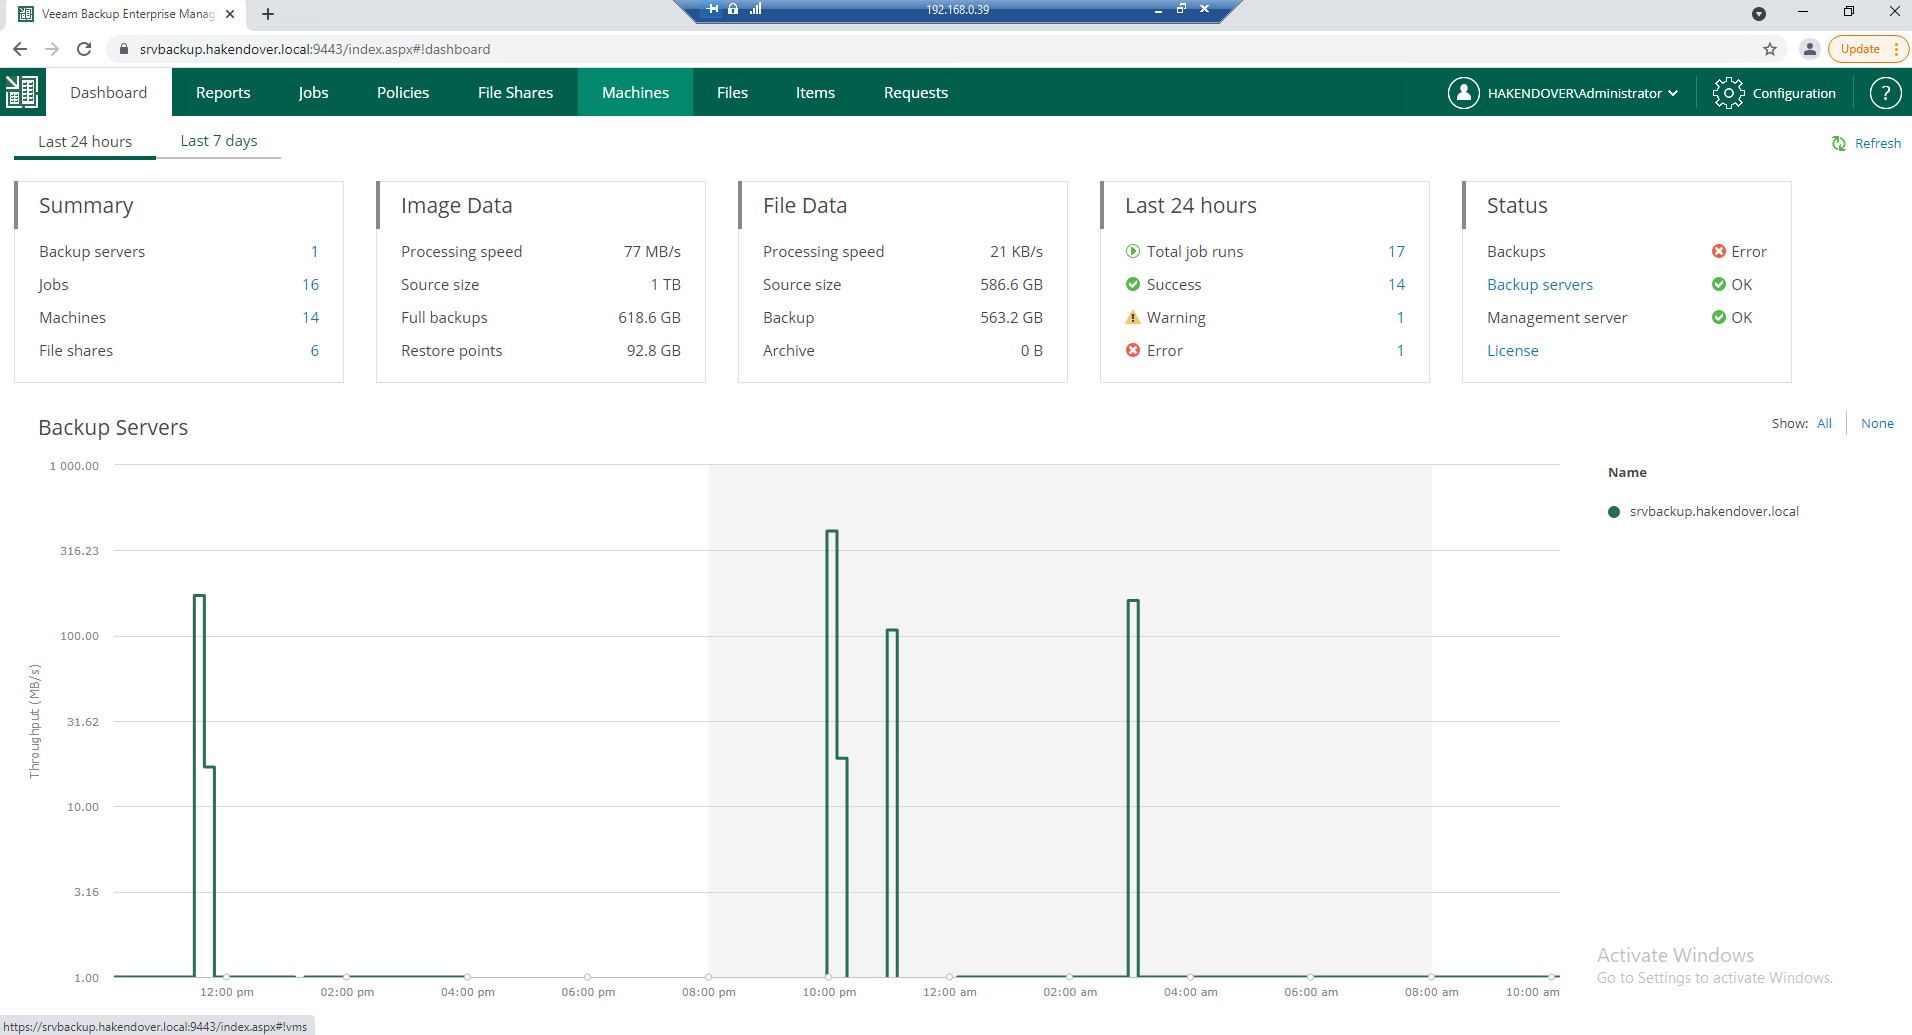 Veeam Backup Enterprise Manag
192.168.0.39
srvbackup.hakendover.local:9443/index.aspx#!dashboard
Update
Dashboard Reports Jobs Policies File Shares Machines Files Items Requests
HAKENDOVER\Administrator
Configuration
?
Last 24 hours Last 7 days
Refresh
Summary
Backup servers 1
Jobs 16
Machines 14
File shares 6
Image Data
Processing speed 77 MB/s
Source size 1 TB
Full backups 618.6 GB
Restore points 92.8 GB
File Data
Processing speed 21 KB/s
Source size 586.6 GB
Backup 563.2 GB
Archive 0 B
Last 24 hours
Total job runs 17
Success 14
Warning 1
Error 1
Status
Backups Error
Backup servers OK
Management server OK
License
Backup Servers
Show: All None
Throughput (MB/s)
1 000.00
316.23
100.00
31.62
10.00
3.16
1.00
12:00 pm 02:00 pm 04:00 pm 06:00 pm 08:00 pm 10:00 pm 12:00 am 02:00 am 04:00 am 06:00 am 08:00 am 10:00 am
Name
srvbackup.hakendover.local
Activate Windows
Go to Settings to activate Windows.
https://srvbackup.hakendover.local:9443/index.aspx#!vms